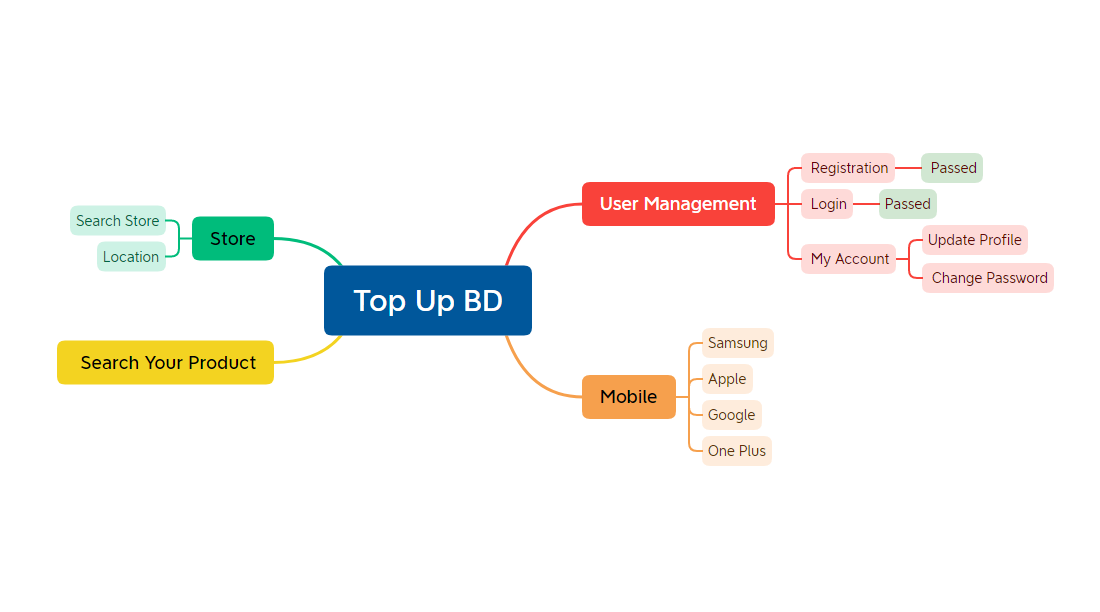 Top Up BD
User Management
Registration
Passed
Login
Passed
My Account
Update Profile
Change Password
Mobile
Samsung
Apple
Google
One Plus
Store
Search Store
Location
Search Your Product